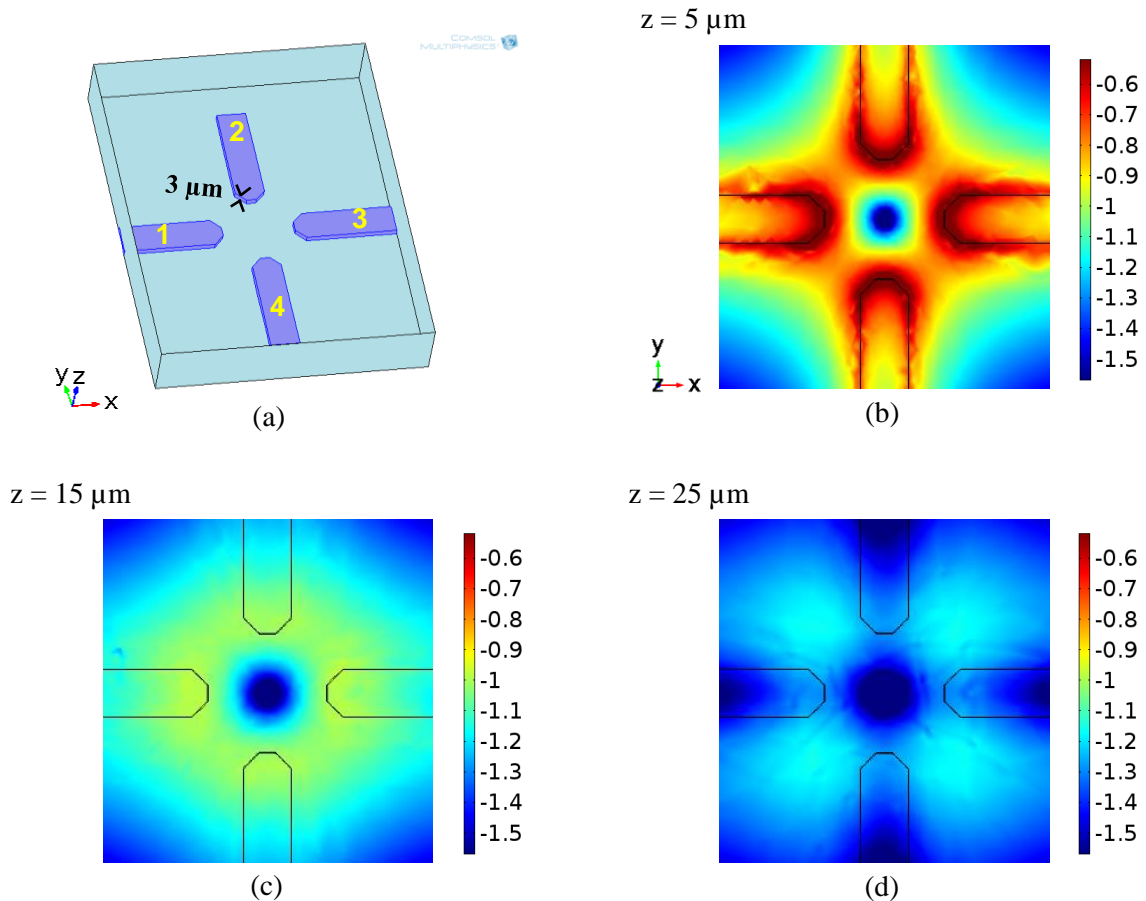 z = 5 µm
COMSOL
MULTIPHYSICS
2
3 µm
1
3
4
y z
x
(a)
-0.6
-0.7
-0.8
-0.9
-1
-1.1
-1.2
-1.3
-1.4
-1.5
y
z x
(b)
z = 15 µm
-0.6
-0.7
-0.8
-0.9
-1
-1.1
-1.2
-1.3
-1.4
-1.5
(c)
z = 25 µm
-0.6
-0.7
-0.8
-0.9
-1
-1.1
-1.2
-1.3
-1.4
-1.5
(d)